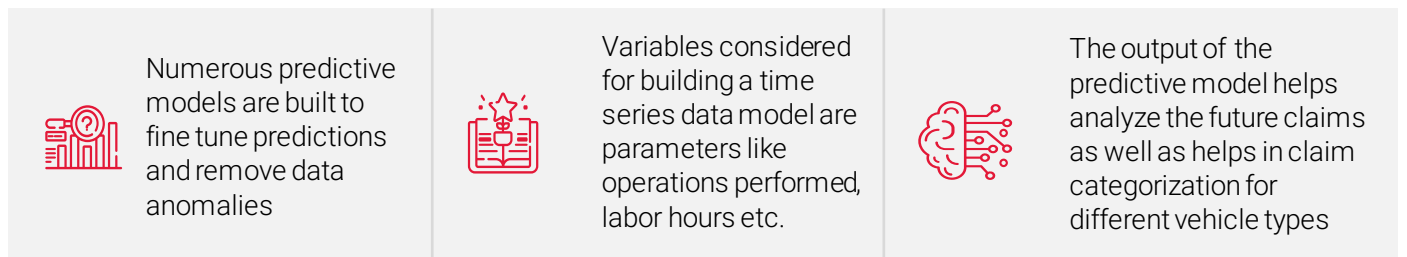 Numerous predictive
models are built to
fine tune predictions
and remove data
anomalies
Variables considered
for building a time
series data model are
parameters like
operations performed,
labor hours etc.
The output of the
predictive model helps
analyze the future claims
as well as helps in claim
categorization for
different vehicle types